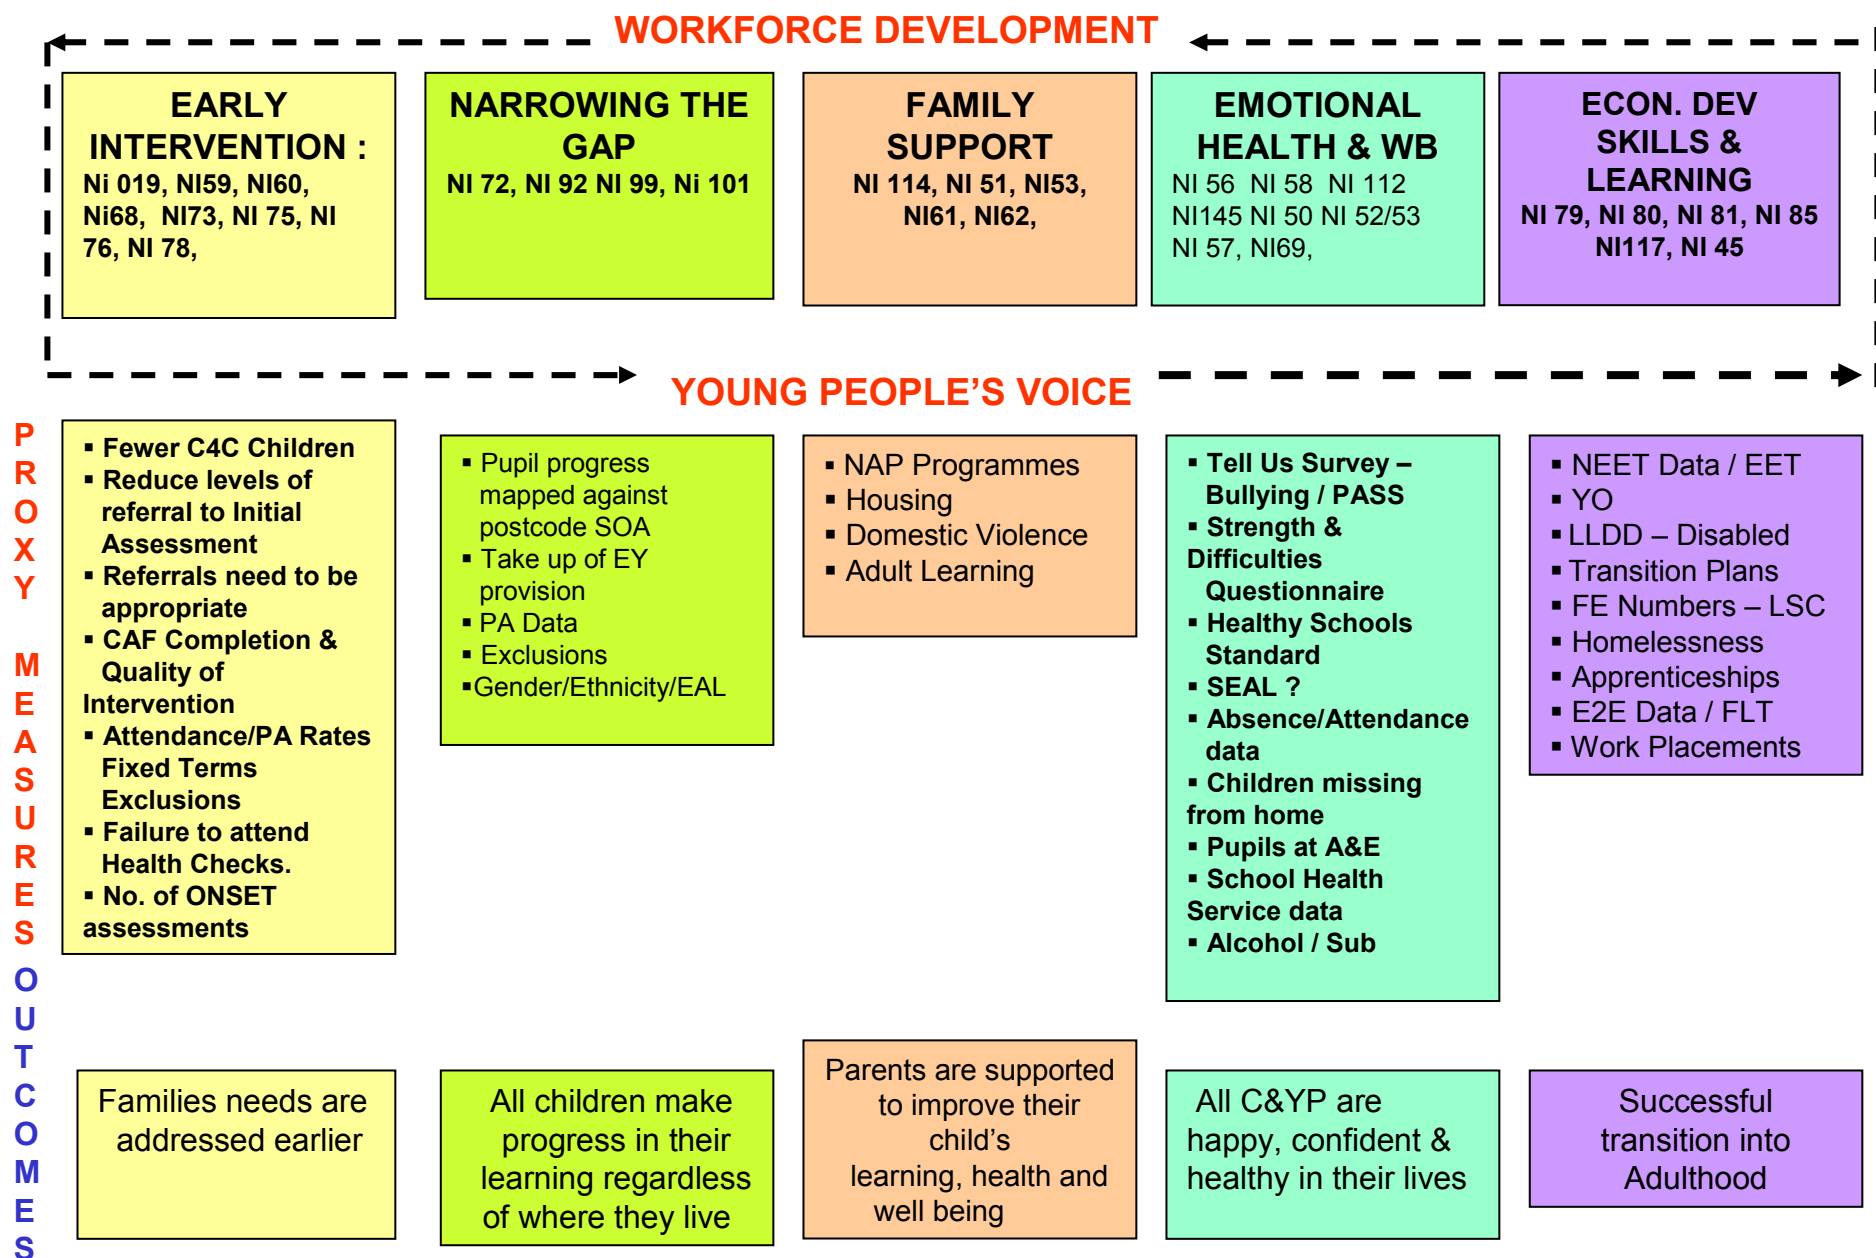 WORKFORCE DEVELOPMENT
EARLY
INTERVENTION :
Ni 019, NI59, NI60,
Ni68, NI73, NI 75, NI
76, NI 78,
NARROWING THE
GAP
NI 72, NI 92 NI 99, Ni 101
FAMILY
SUPPORT
NI 114, NI 51, NI53,
NI61, NI62,
EMOTIONAL
HEALTH & WB
NI 56 NI 58 NI 112
NI145 NI 50 NI 52/53
NI 57, NI69,
ECON. DEV
SKILLS &
LEARNING
NI 79, NI 80, NI 81, NI 85
NI117, NI 45
YOUNG PEOPLE’S VOICE
PROXY MEASURES
▪ Fewer C4C Children
▪ Reduce levels of
referral to Initial
Assessment
▪ Referrals need to be
appropriate
▪ CAF Completion &
Quality of
Intervention
▪ Attendance/PA Rates
Fixed Terms
Exclusions
▪ Failure to attend
Health Checks.
▪ No. of ONSET
assessments
▪ Pupil progress
mapped against
postcode SOA
▪ Take up of EY
provision
▪ PA Data
▪ Exclusions
▪Gender/Ethnicity/EAL
▪ NAP Programmes
▪ Housing
▪ Domestic Violence
▪ Adult Learning
▪ Tell Us Survey –
Bullying / PASS
▪ Strength &
Difficulties
Questionnaire
▪ Healthy Schools
Standard
▪ SEAL ?
▪ Absence/Attendance
data
▪ Children missing
from home
▪ Pupils at A&E
▪ School Health
Service data
▪ Alcohol / Sub
▪ NEET Data / EET
▪ YO
▪ LLDD – Disabled
▪ Transition Plans
▪ FE Numbers – LSC
▪ Homelessness
▪ Apprenticeships
▪ E2E Data / FLT
▪ Work Placements
OUTCOMES
Families needs are
addressed earlier
All children make
progress in their
learning regardless
of where they live
Parents are supported
to improve their
child’s
learning, health and
well being
All C&YP are
happy, confident &
healthy in their lives
Successful
transition into
Adulthood